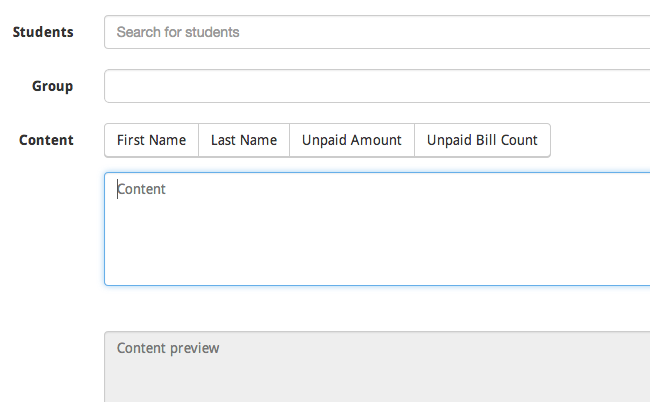 Students Search for students
Group
Content First Name Last Name Unpaid Amount Unpaid Bill Count
Content
Content preview